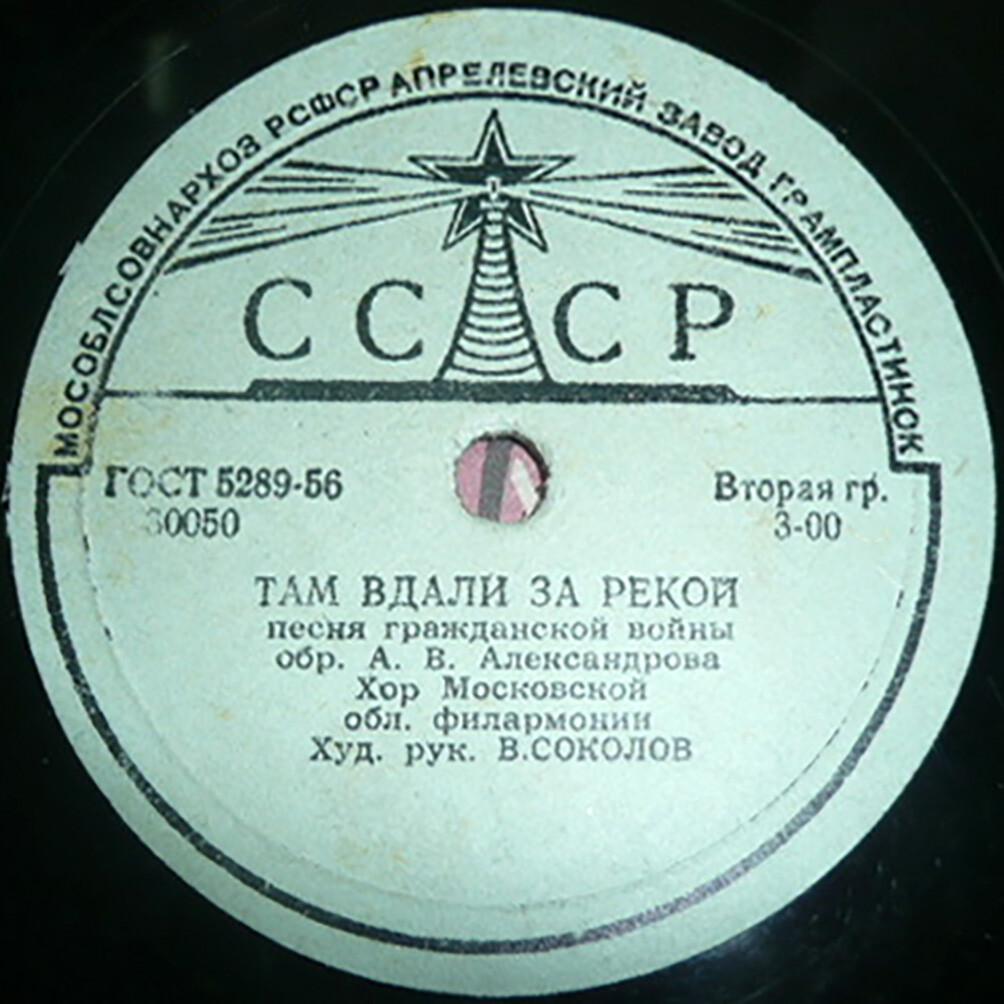 МОСОБЛСОВНАРХОЗ РСФСР АПРЕЛЕВСКИЙ ЗАВОД ГРАМПЛАСТИНОК
СССР
ГОСТ 5289-56
Вторая гр.
3-00
ТАМ ВДАЛИ ЗА РЕКОЙ
песня гражданской войны
обр. А. В. Александрова
Хор Московской
обл. филармонии
Худ. рук. В.СОКОЛОВ